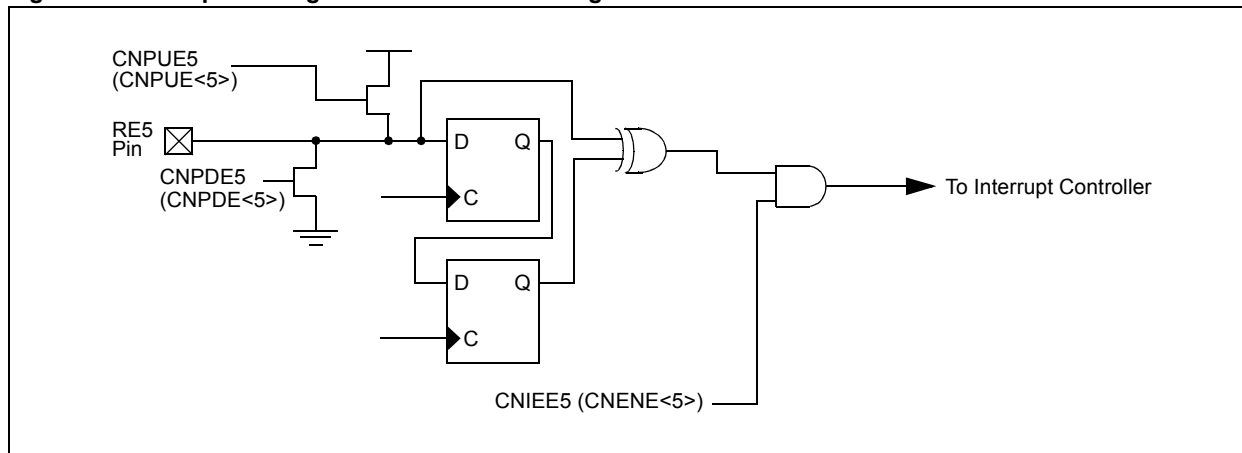 CNPUE5
(CNPUE<5>)
RE5
Pin
CNPDE5
(CNPDE<5>)
D Q
C
D Q
C
To Interrupt Controller
CNIEE5 (CNENE<5>)